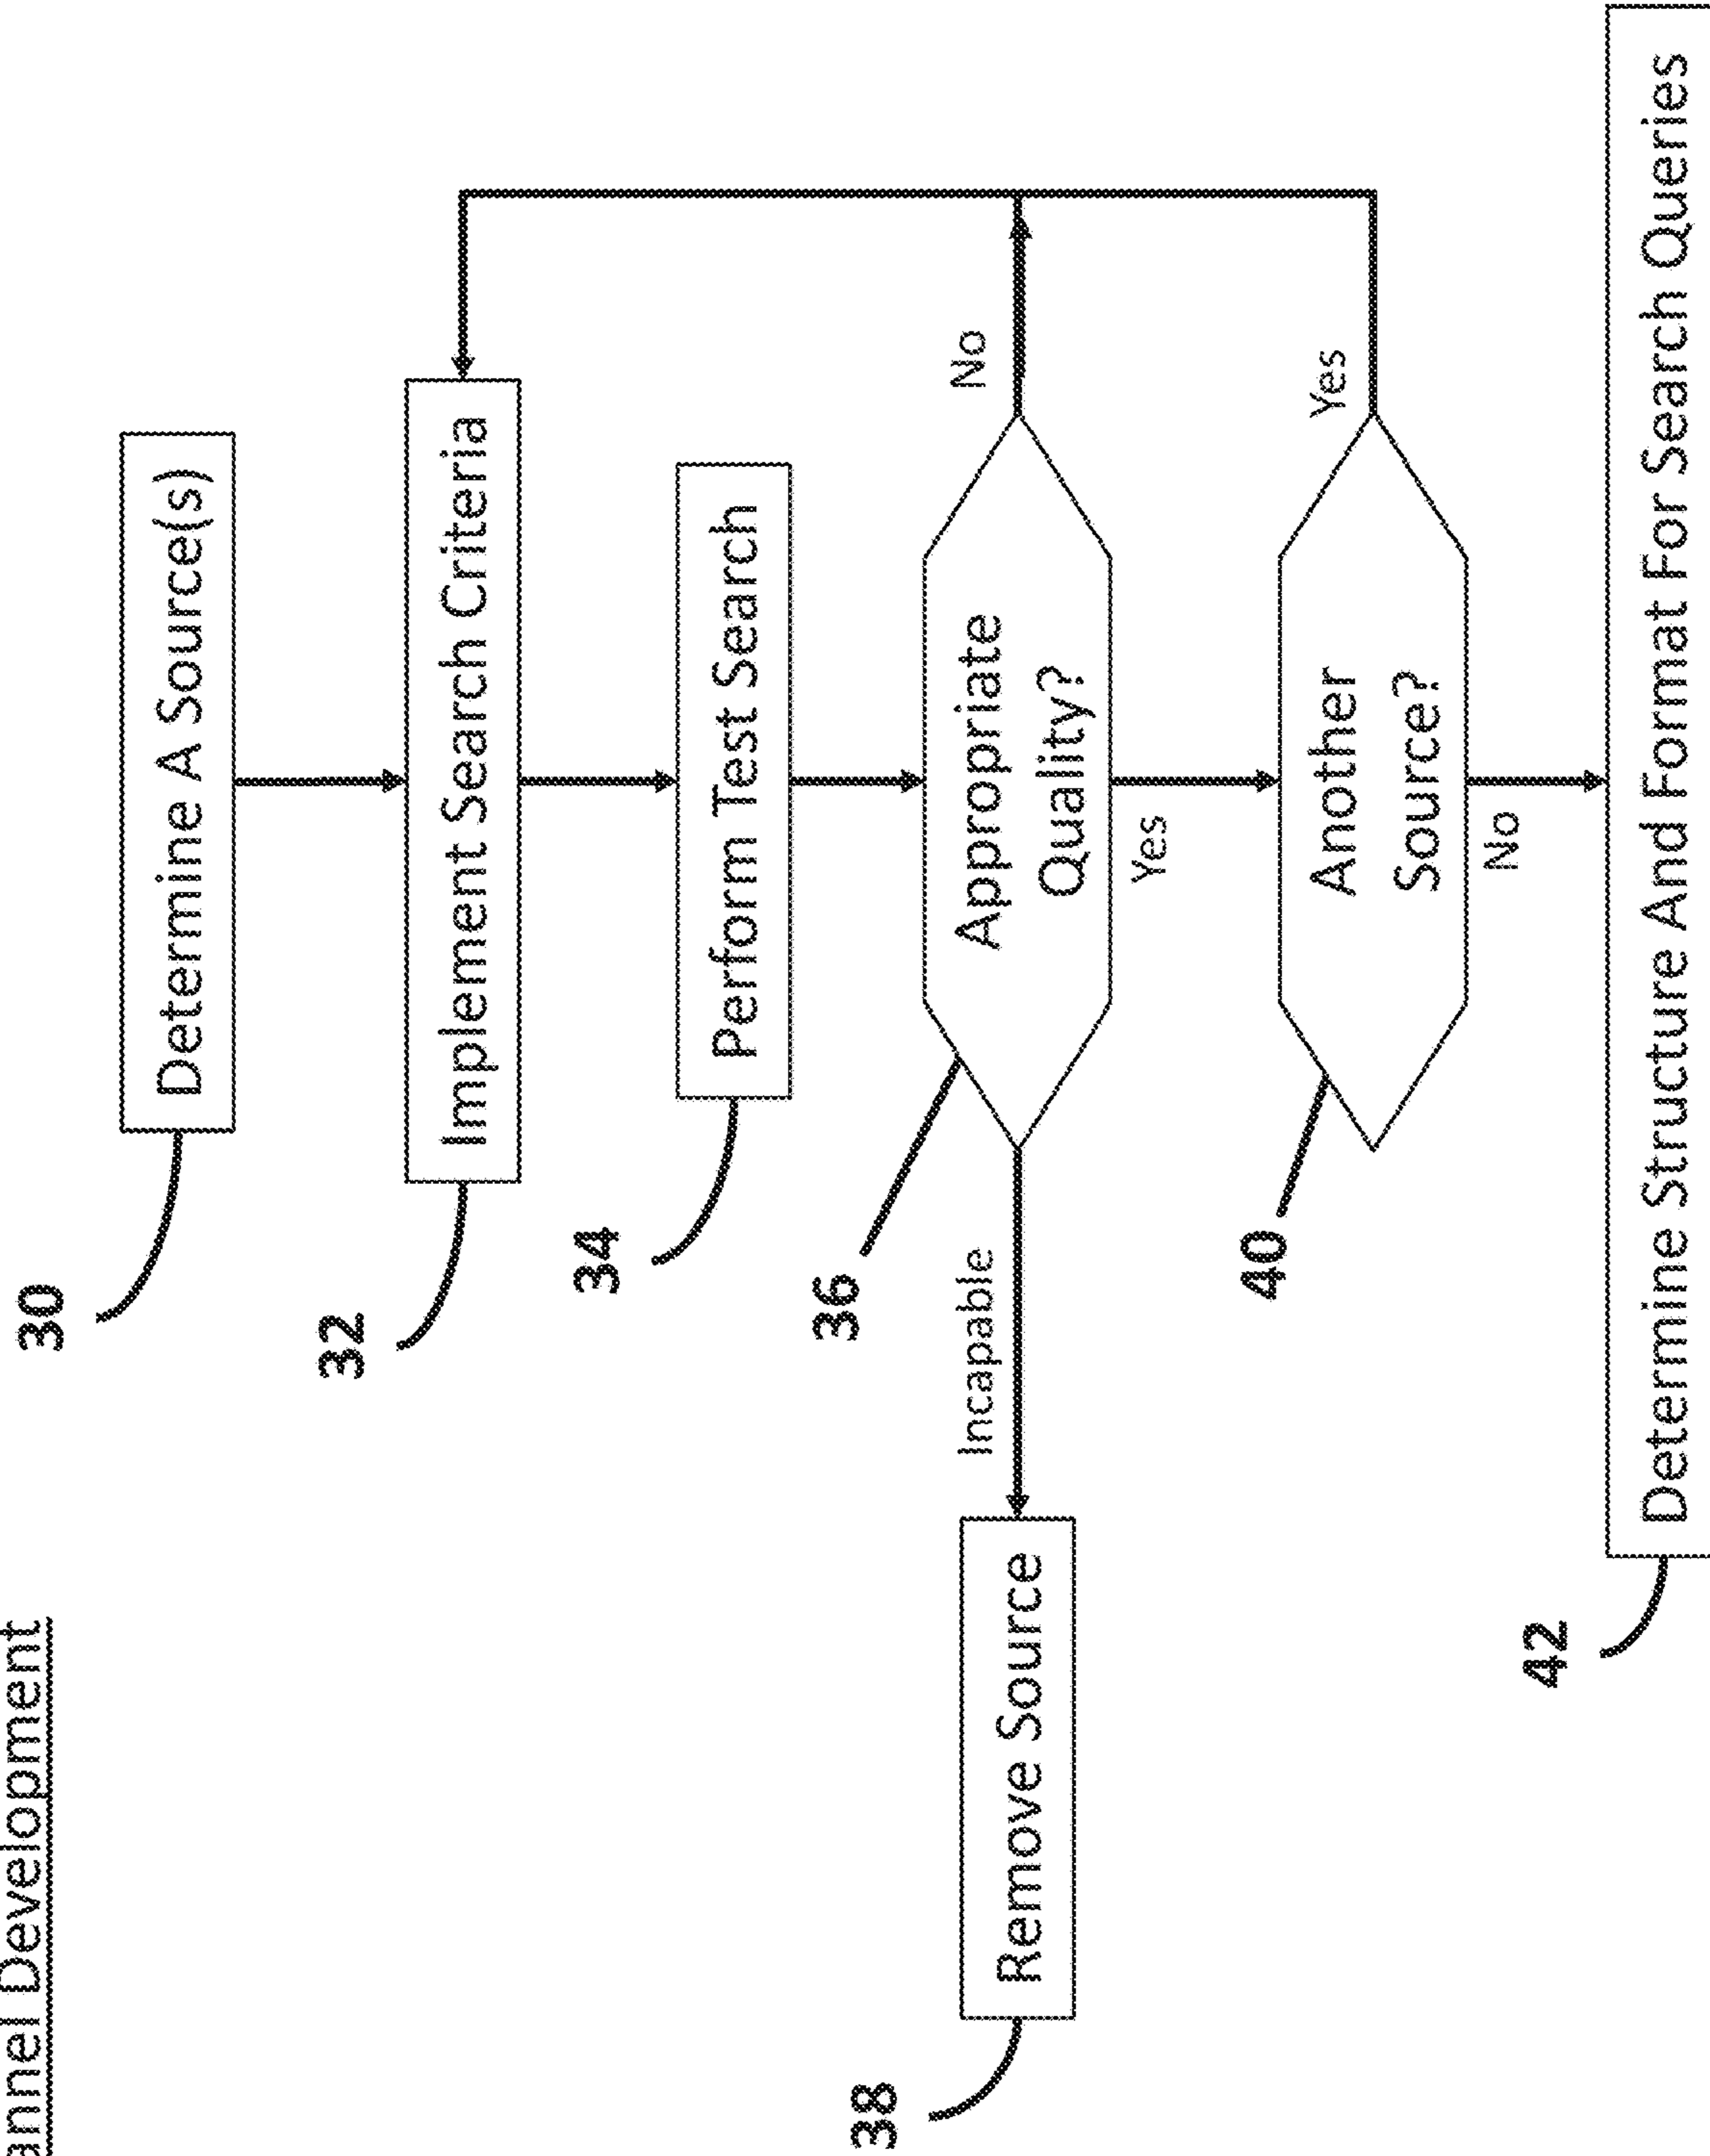 Development
30
Determine A Source(s)
32
Implement Search Criteria
34
Perform Test Search
36
Appropriate
Quality?
No
Incapable
Yes
38
Remove Source
40
Another
Source?
Yes
No
42
Determine Structure And Format For Search Queries